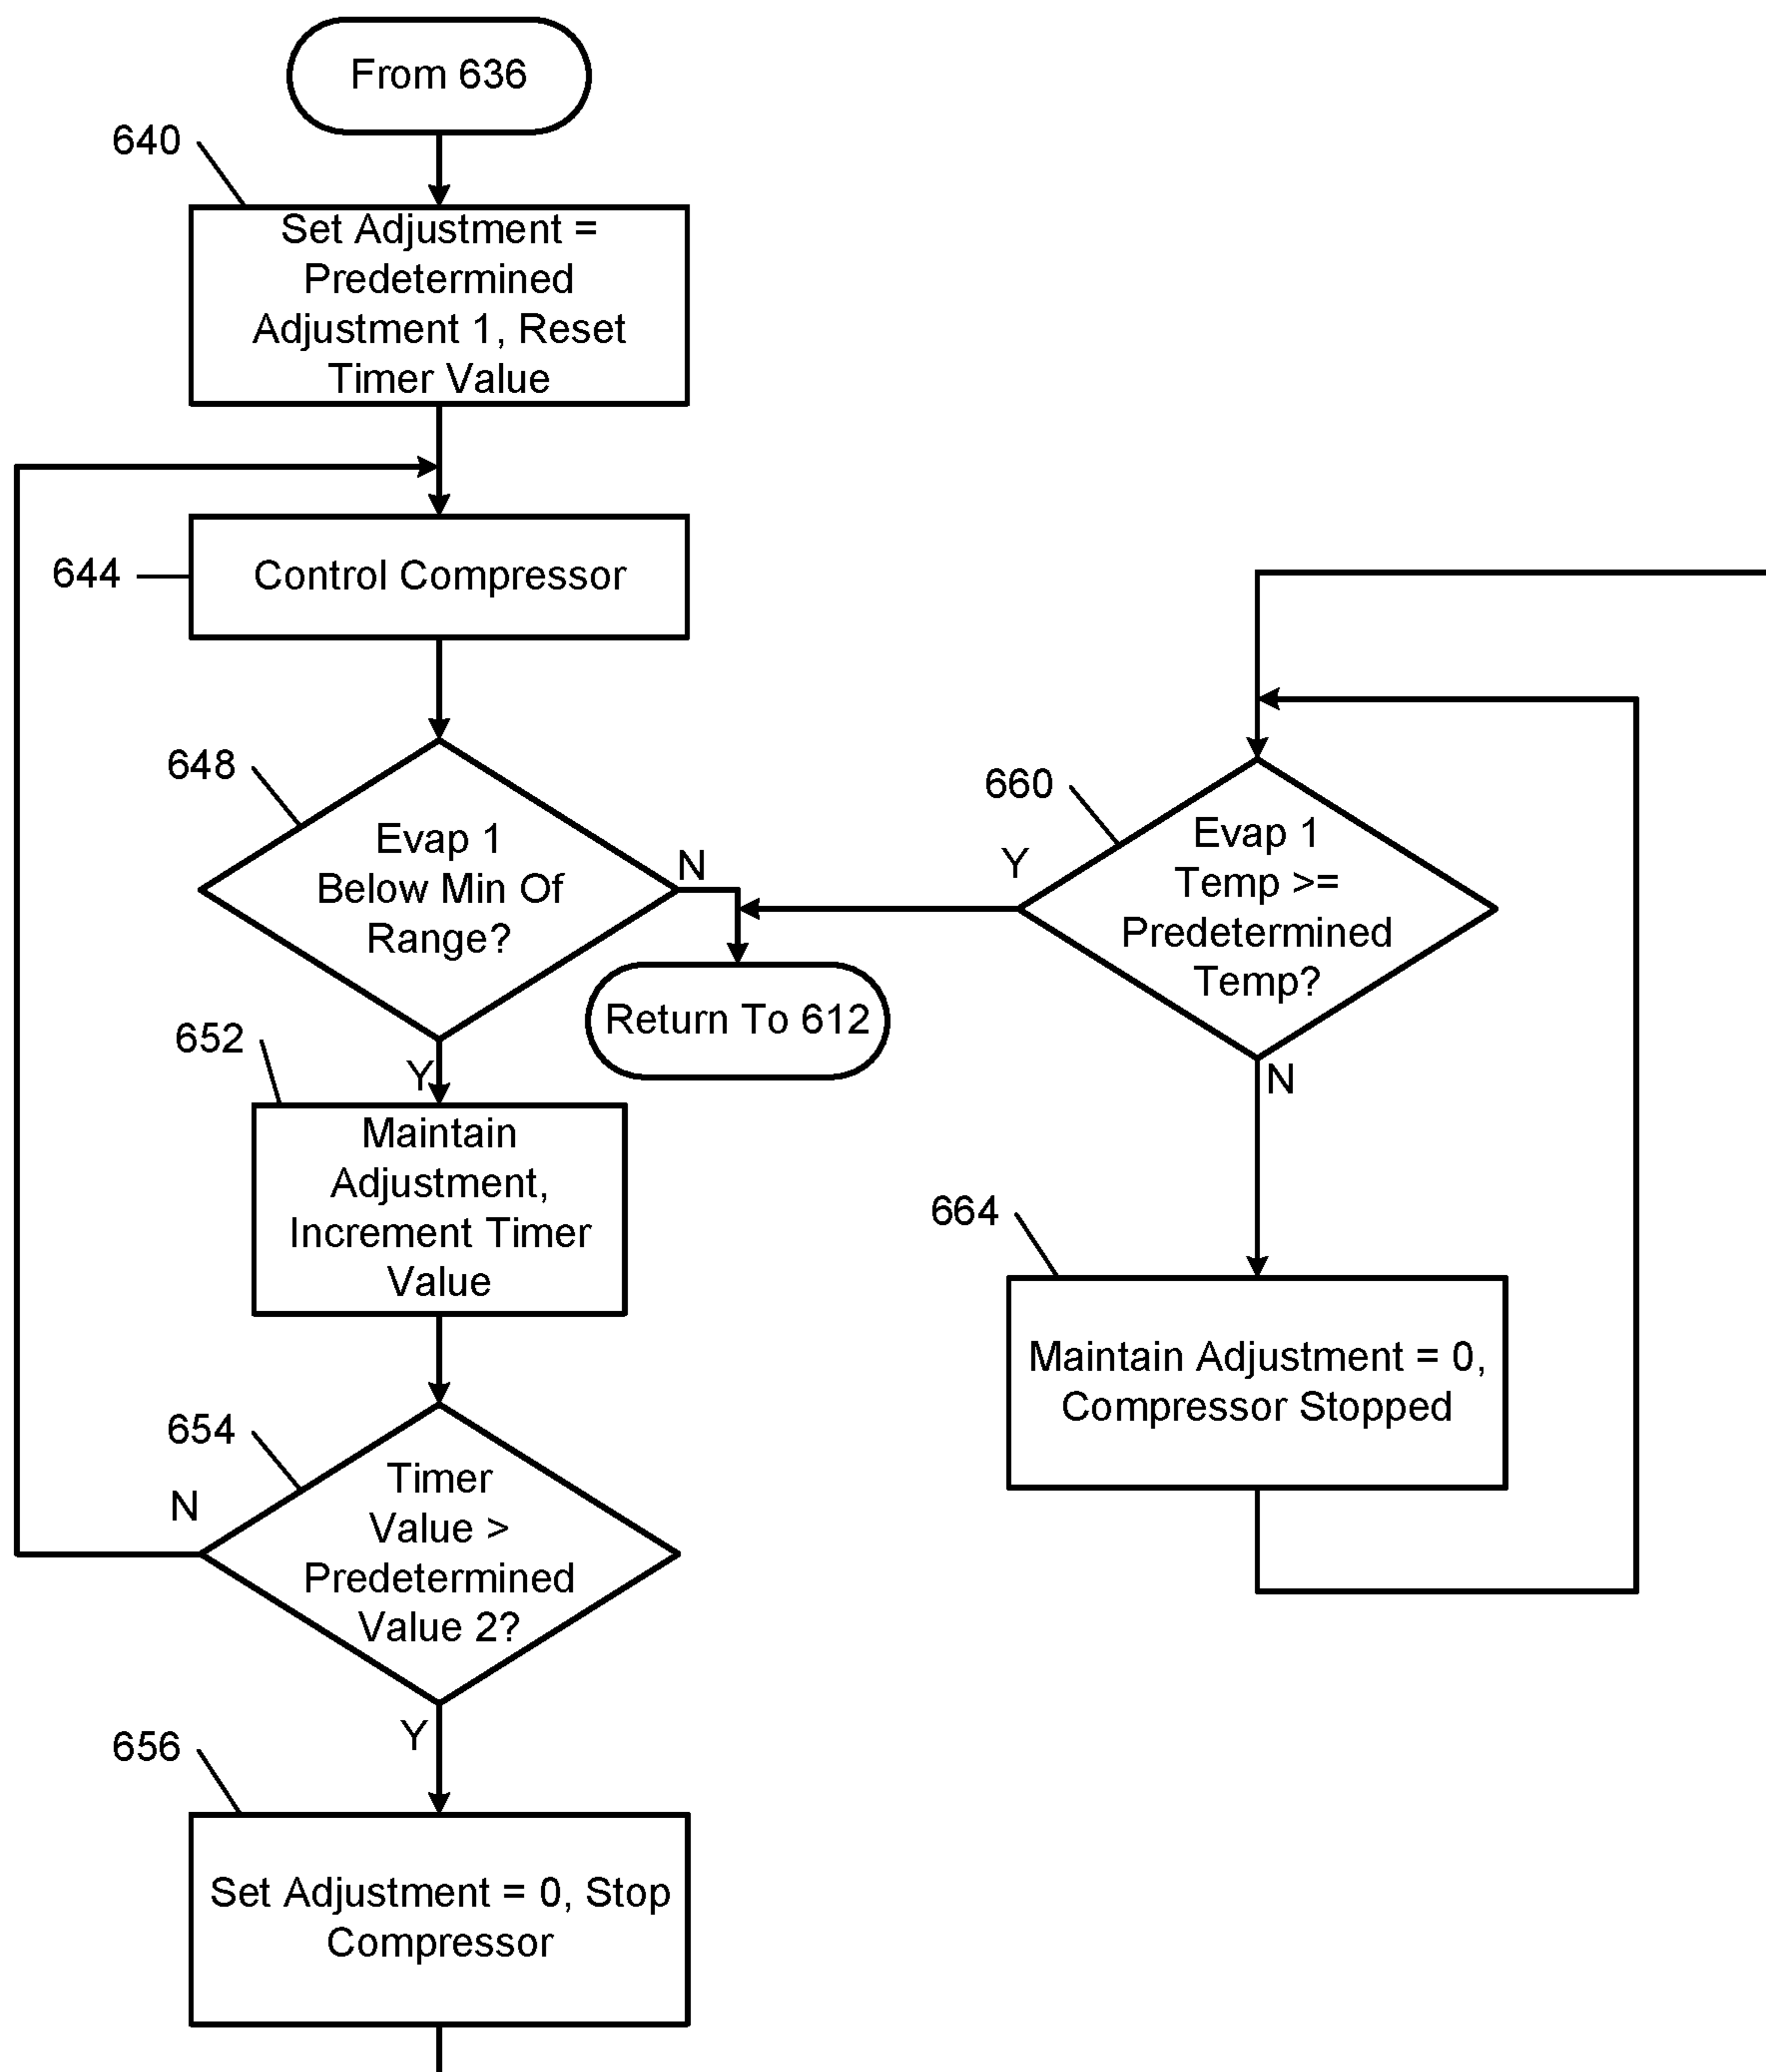 From 636
640
Set Adjustment =
Predetermined
Adjustment 1, Reset
Timer Value
644
Control Compressor
648
Evap 1
Below Min Of
Range?
N
Y
Return To 612
652
Maintain
Adjustment,
Increment Timer
Value
654
Timer
Value >
Predetermined
Value 2?
N
Y
656
Set Adjustment = 0, Stop
Compressor
660
Evap 1
Temp >=
Predetermined
Temp?
Y
N
664
Maintain Adjustment = 0,
Compressor Stopped